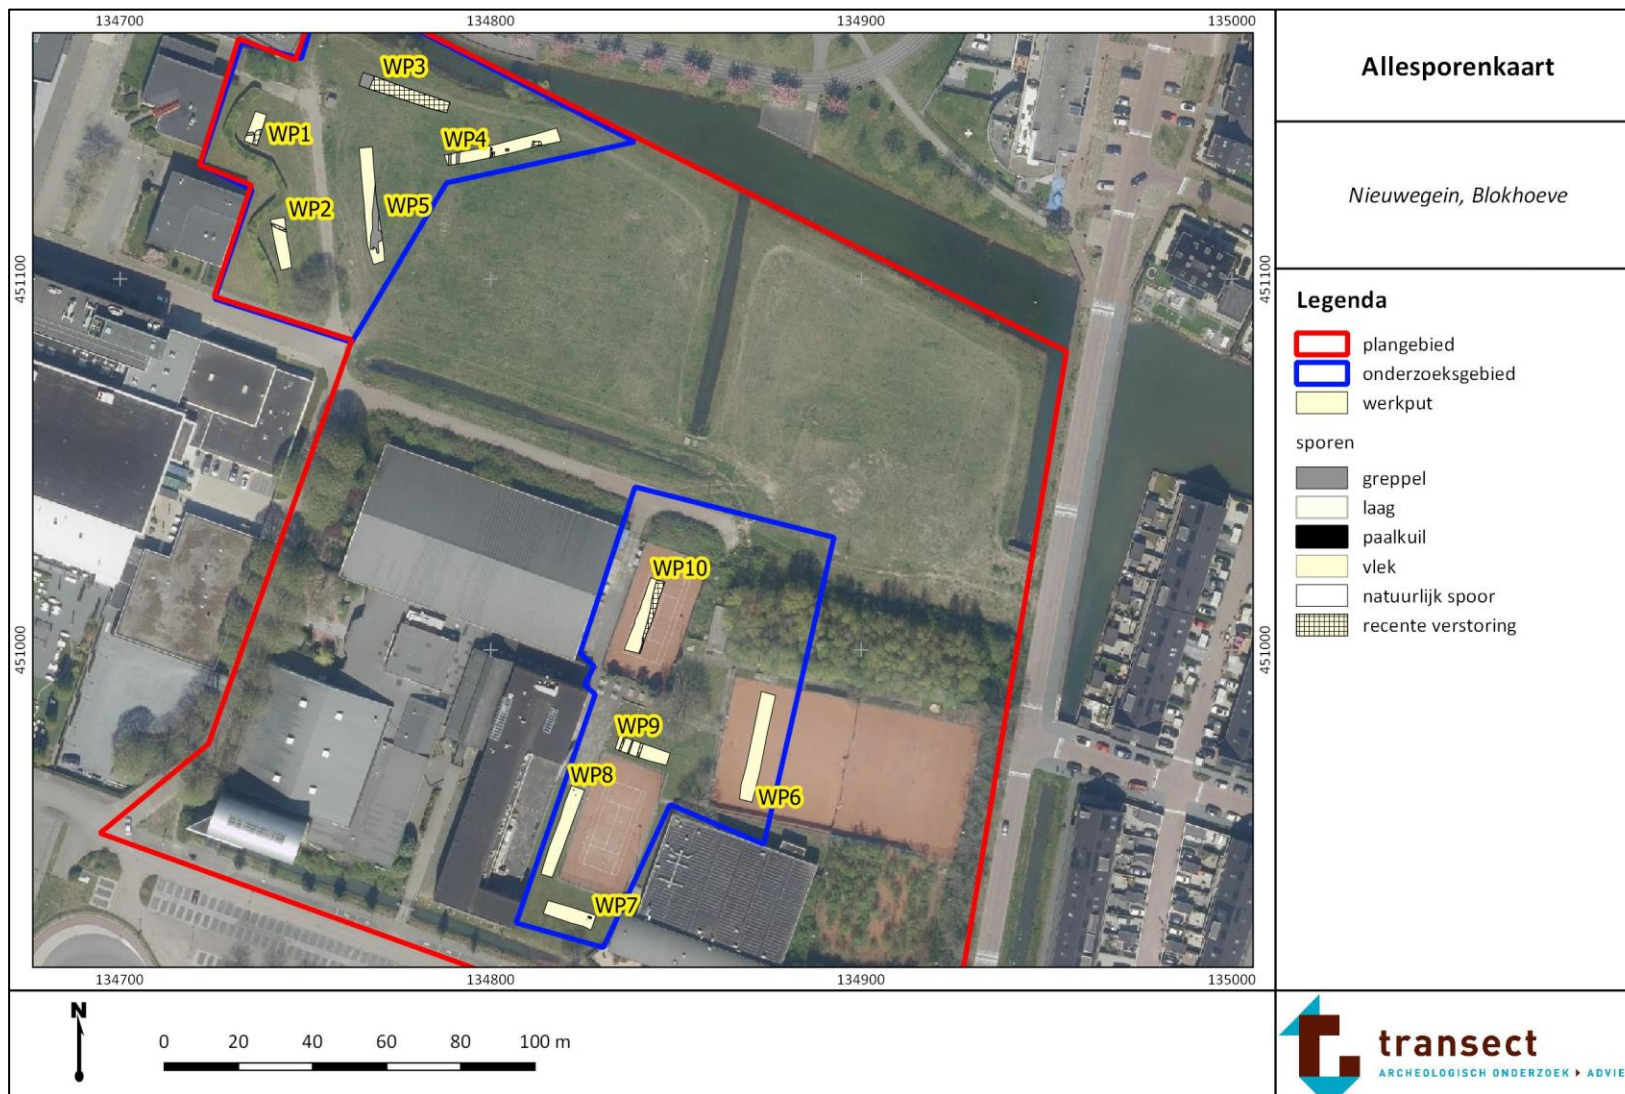 134700
134800
134900
135000
Allesporenkaart
Nieuwegein, Blokhoeve
WP3
WP1
WP4
WP2
WP5
451100
451100
Legenda
plangebied
onderzoeksgebied
werkput
sporen
greppel
laag
paalkuil
vlek
natuurlijk spoor
recente verstoring
WP10
451000
451000
WP9
WP8
WP6
WP7
134700
134800
134900
135000
N
0 20 40 60 80 100 m
transect
ARCHEOLOGISCH ONDERZOEK ADVIE